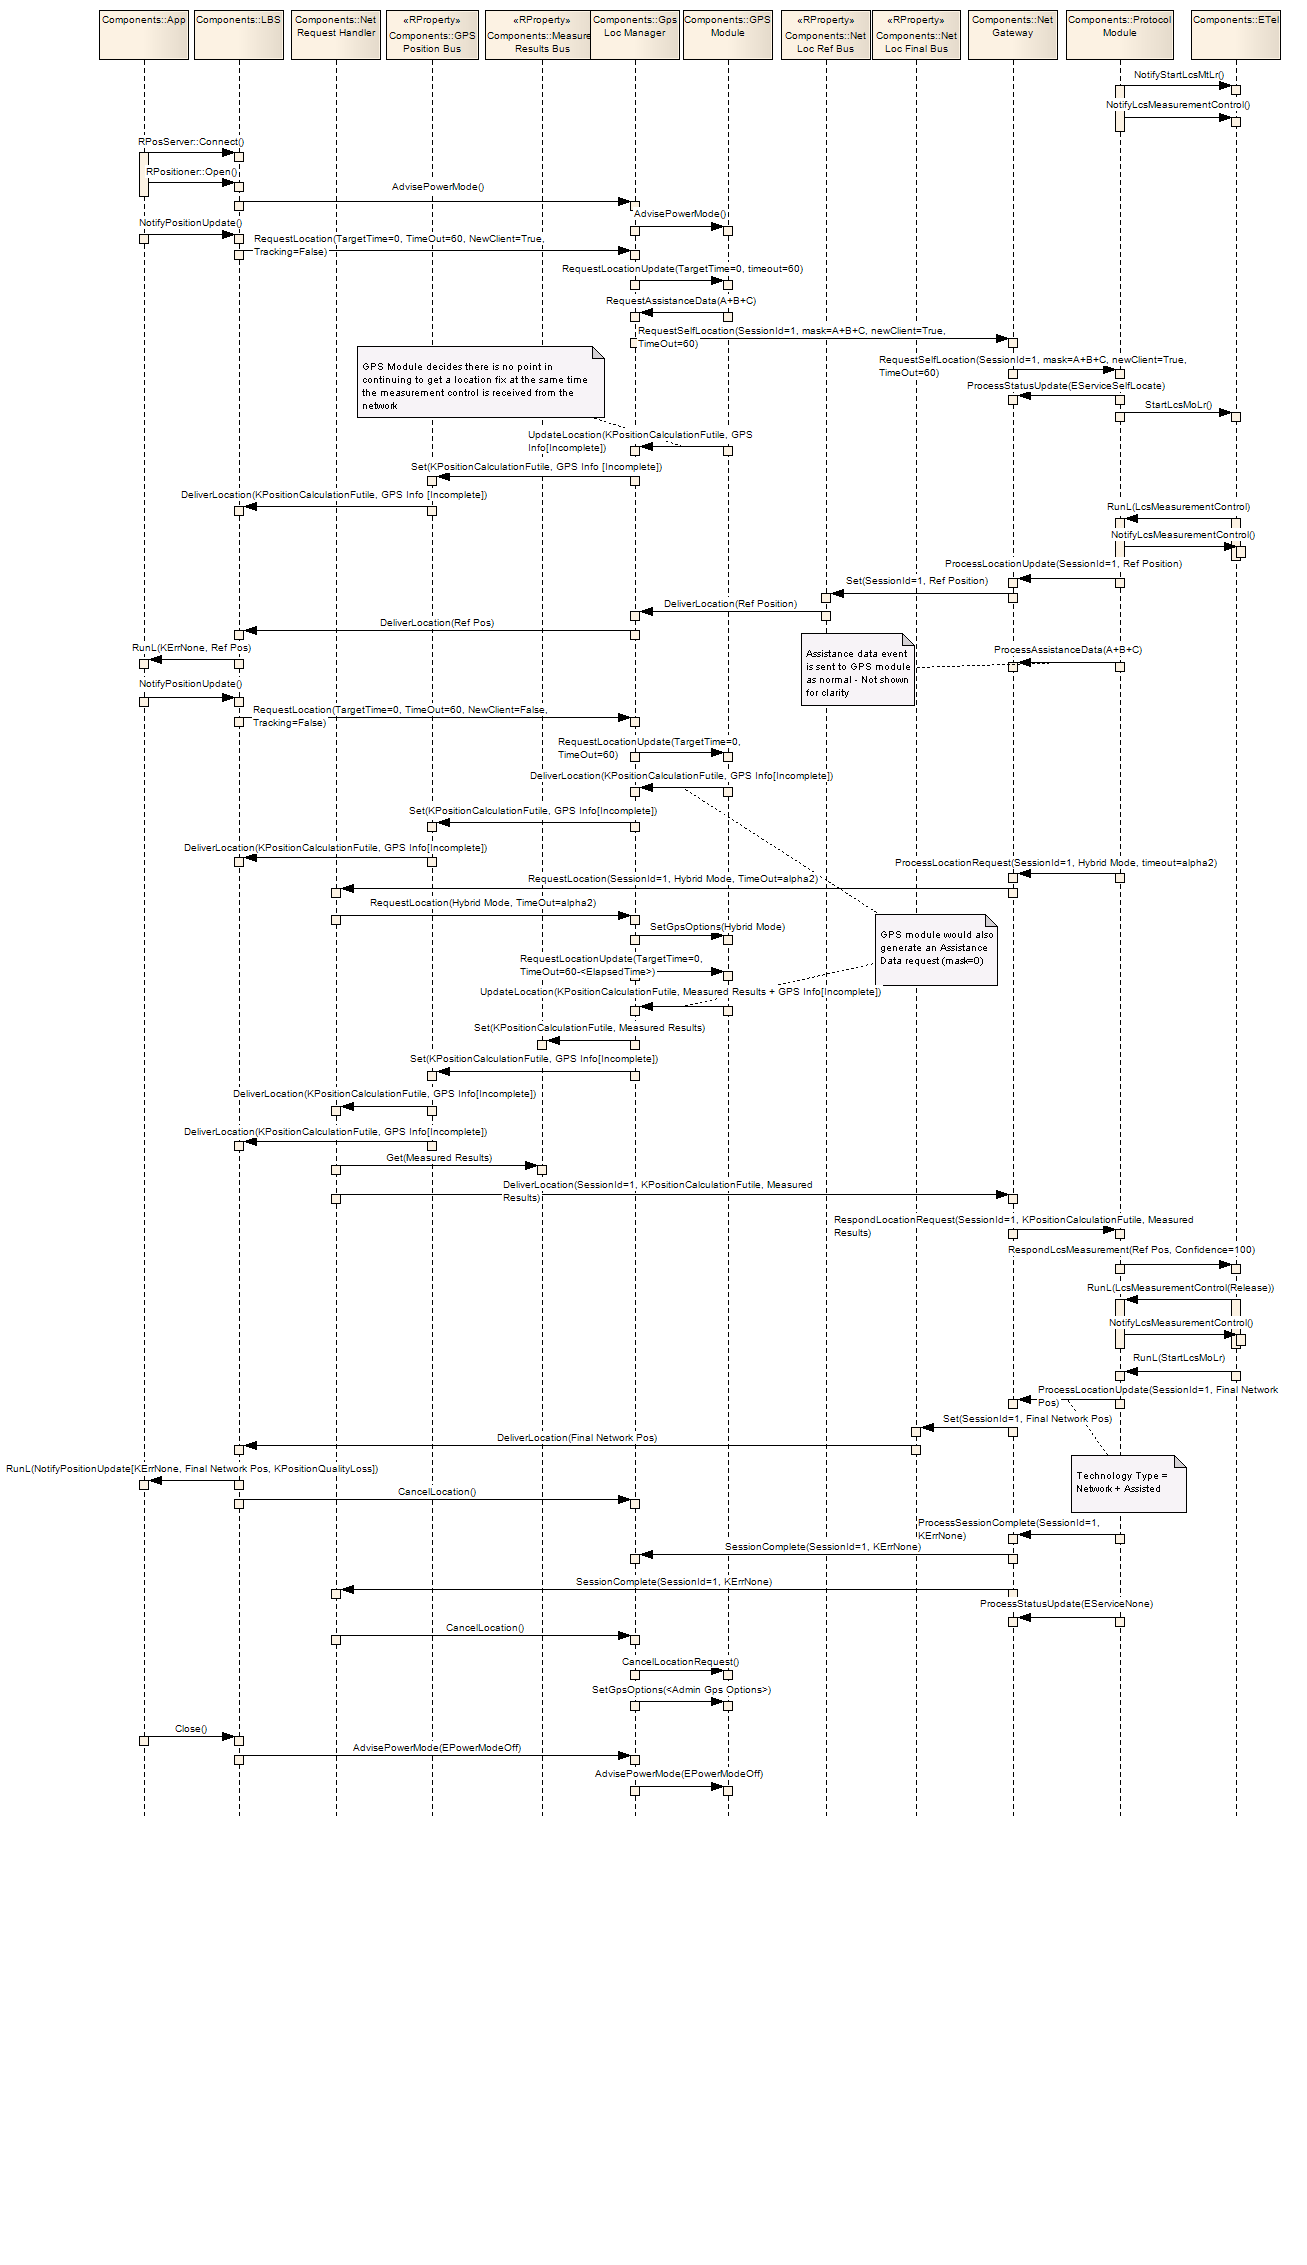 Components::App
Components::LBS
Components::Net
Request Handler
«RProperty»
Components::GPS
Position Bus
«RProperty»
Components::Measure
Results Bus
Components::Gps
Loc Manager
Components::GPS
Module
«RProperty»
Components::Net
Loc Ref Bus
«RProperty»
Components::Net
Loc Final Bus
Components::Net
Gateway
Components::Protocol
Module
Components::ETel
NotifyStartLcsMtLr()
NotifyLcsMeasurementControl()
RPosServer::Connect()
RPositioner::Open()
AdvisePowerMode()
AdvisePowerMode()
NotifyPositionUpdate()
RequestLocation(TargetTime=0, TimeOut=60, NewClient=True,
Tracking=False)
RequestLocationUpdate(TargetTime=0, timeout=60)
RequestAssistanceData(A+B+C)
RequestSelfLocation(SessionId=1, mask=A+B+C, newClient=True,
TimeOut=60)
RequestSelfLocation(SessionId=1, mask=A+B+C, newClient=True,
TimeOut=60)
ProcessStatusUpdate(EServiceSelfLocate)
StartLcsMoLr()
GPS Module decides there is no point in
continuing to get a location fix at the same time
the measurement control is received from the
network
UpdateLocation(KPositionCalculationFutile, GPS
Info[Incomplete])
Set(KPositionCalculationFutile, GPS Info [Incomplete])
DeliverLocation(KPositionCalculationFutile, GPS Info [Incomplete])
RunL(LcsMeasurementControl)
NotifyLcsMeasurementControl()
ProcessLocationUpdate(SessionId=1, Ref Position)
Set(SessionId=1, Ref Position)
DeliverLocation(Ref Position)
DeliverLocation(Ref Pos)
RunL(KErrNone, Ref Pos)
Assistance data event
is sent to GPS module
as normal - Not shown
for clarity
ProcessAssistanceData(A+B+C)
NotifyPositionUpdate()
RequestLocation(TargetTime=0, TimeOut=60, NewClient=False,
Tracking=False)
RequestLocationUpdate(TargetTime=0,
TimeOut=60)
DeliverLocation(KPositionCalculationFutile, GPS Info[Incomplete])
Set(KPositionCalculationFutile, GPS Info[Incomplete])
DeliverLocation(KPositionCalculationFutile, GPS Info[Incomplete])
ProcessLocationRequest(SessionId=1, Hybrid Mode, timeout=alpha2)
RequestLocation(SessionId=1, Hybrid Mode, TimeOut=alpha2)
RequestLocation(Hybrid Mode, TimeOut=alpha2)
SetGpsOptions(Hybrid Mode)
GPS module would also
generate an Assistance
Data request (mask=0)
RequestLocationUpdate(TargetTime=0,
TimeOut=60-<ElapsedTime>)
UpdateLocation(KPositionCalculationFutile, Measured Results + GPS Info[Incomplete])
Set(KPositionCalculationFutile, Measured Results)
Set(KPositionCalculationFutile, GPS Info[Incomplete])
DeliverLocation(KPositionCalculationFutile, GPS Info[Incomplete])
DeliverLocation(KPositionCalculationFutile, GPS Info[Incomplete])
Get(Measured Results)
DeliverLocation(SessionId=1, KPositionCalculationFutile, Measured
Results)
RespondLocationRequest(SessionId=1, KPositionCalculationFutile, Measured
Results)
RespondLcsMeasurement(Ref Pos, Confidence=100)
RunL(LcsMeasurementControl(Release))
NotifyLcsMeasurementControl()
RunL(StartLcsMoLr)
ProcessLocationUpdate(SessionId=1, Final Network
Pos)
Set(SessionId=1, Final Network Pos)
DeliverLocation(Final Network Pos)
RunL(NotifyPositionUpdate[KErrNone, Final Network Pos, KPositionQualityLoss])
Technology Type =
Network + Assisted
CancelLocation()
ProcessSessionComplete(SessionId=1,
KErrNone)
SessionComplete(SessionId=1, KErrNone)
SessionComplete(SessionId=1, KErrNone)
ProcessStatusUpdate(EServiceNone)
CancelLocation()
CancelLocationRequest()
SetGpsOptions(<Admin Gps Options>)
Close()
AdvisePowerMode(EPowerModeOff)
AdvisePowerMode(EPowerModeOff)